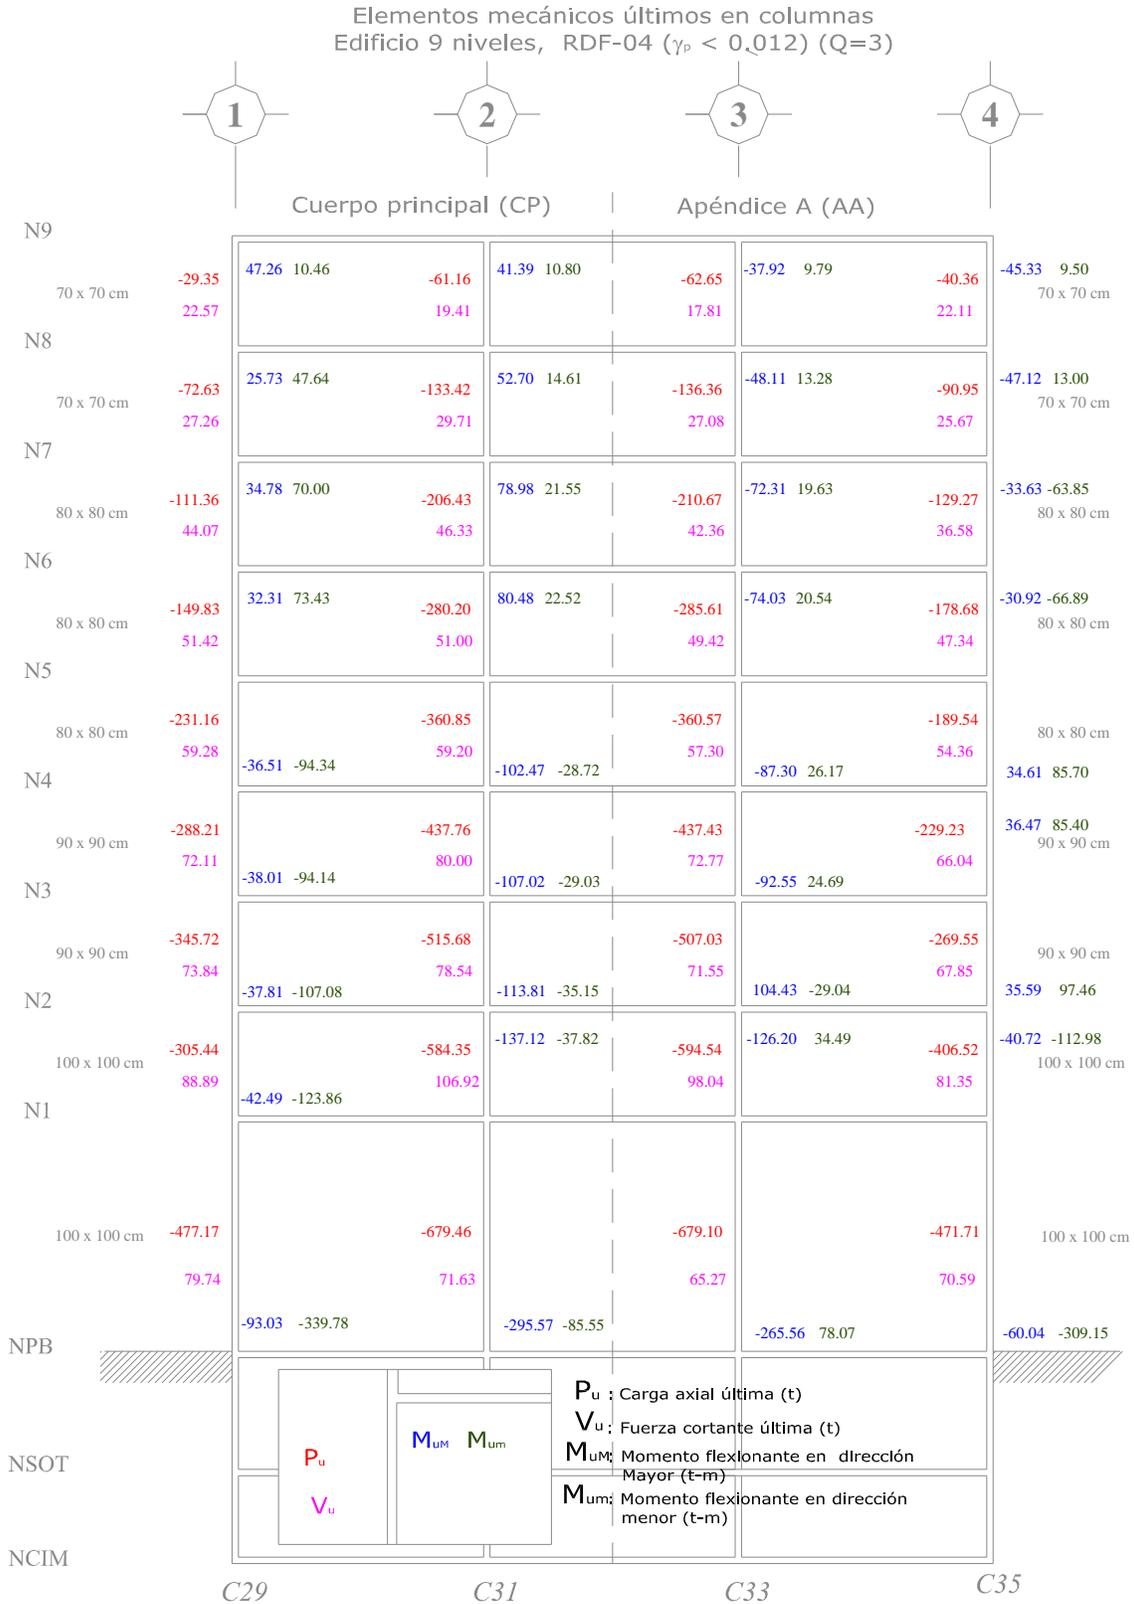 Elementos mecánicos últimos en columnas
Edificio 9 niveles, RDF-04 (γp < 0.012) (Q=3)
1 2 3 4
Cuerpo principal (CP) Apéndice A (AA)
N9
47.26 10.46 41.39 10.80 -37.92 9.79 -45.33 9.50
-29.35 -61.16 -62.65 -40.36
70 x 70 cm 70 x 70 cm
22.57 19.41 17.81 22.11
N8
25.73 47.64 52.70 14.61 -48.11 13.28 -47.12 13.00
-72.63 -133.42 -136.36 -90.95
70 x 70 cm 70 x 70 cm
27.26 29.71 27.08 25.67
N7
34.78 70.00 78.98 21.55 -72.31 19.63 -33.63 -63.85
-111.36 -206.43 -210.67 -129.27
80 x 80 cm 80 x 80 cm
44.07 46.33 42.36 36.58
N6
32.31 73.43 80.48 22.52 -74.03 20.54 -30.92 -66.89
-149.83 -280.20 -285.61 -178.68
80 x 80 cm 80 x 80 cm
51.42 51.00 49.42 47.34
N5
-231.16 -360.85 -360.57 -189.54
80 x 80 cm 80 x 80 cm
59.28 59.20 57.30 54.36
-36.51 -94.34 -102.47 -28.72 -87.30 26.17 34.61 85.70
N4
-288.21 -437.76 -437.43 -229.23 36.47 85.40
90 x 90 cm 90 x 90 cm
72.11 80.00 72.77 66.04
-38.01 -94.14 -107.02 -29.03 -92.55 24.69
N3
-345.72 -515.68 -507.03 -269.55
90 x 90 cm 90 x 90 cm
73.84 78.54 71.55 67.85
-37.81 -107.08 -113.81 -35.15 104.43 -29.04 35.59 97.46
N2
-137.12 -37.82 -126.20 34.49 -40.72 -112.98
-305.44 -584.35 -594.54 -406.52
100 x 100 cm 100 x 100 cm
88.89 106.92 98.04 81.35
-42.49 -123.86
N1
-477.17 -679.46 -679.10 -471.71
100 x 100 cm 100 x 100 cm
79.74 71.63 65.27 70.59
-93.03 -339.78 -295.57 -85.55 -265.56 78.07 -60.04 -309.15
NPB
Pu : Carga axial última (t)
Vu : Fuerza cortante última (t)
MuM Mum
MuM: Momento flexionante en dirección
Mayor (t-m)
NSOT
Pu
Mum: Momento flexionante en dirección
menor (t-m)
Vu
NCIM
C29 C31 C33 C35